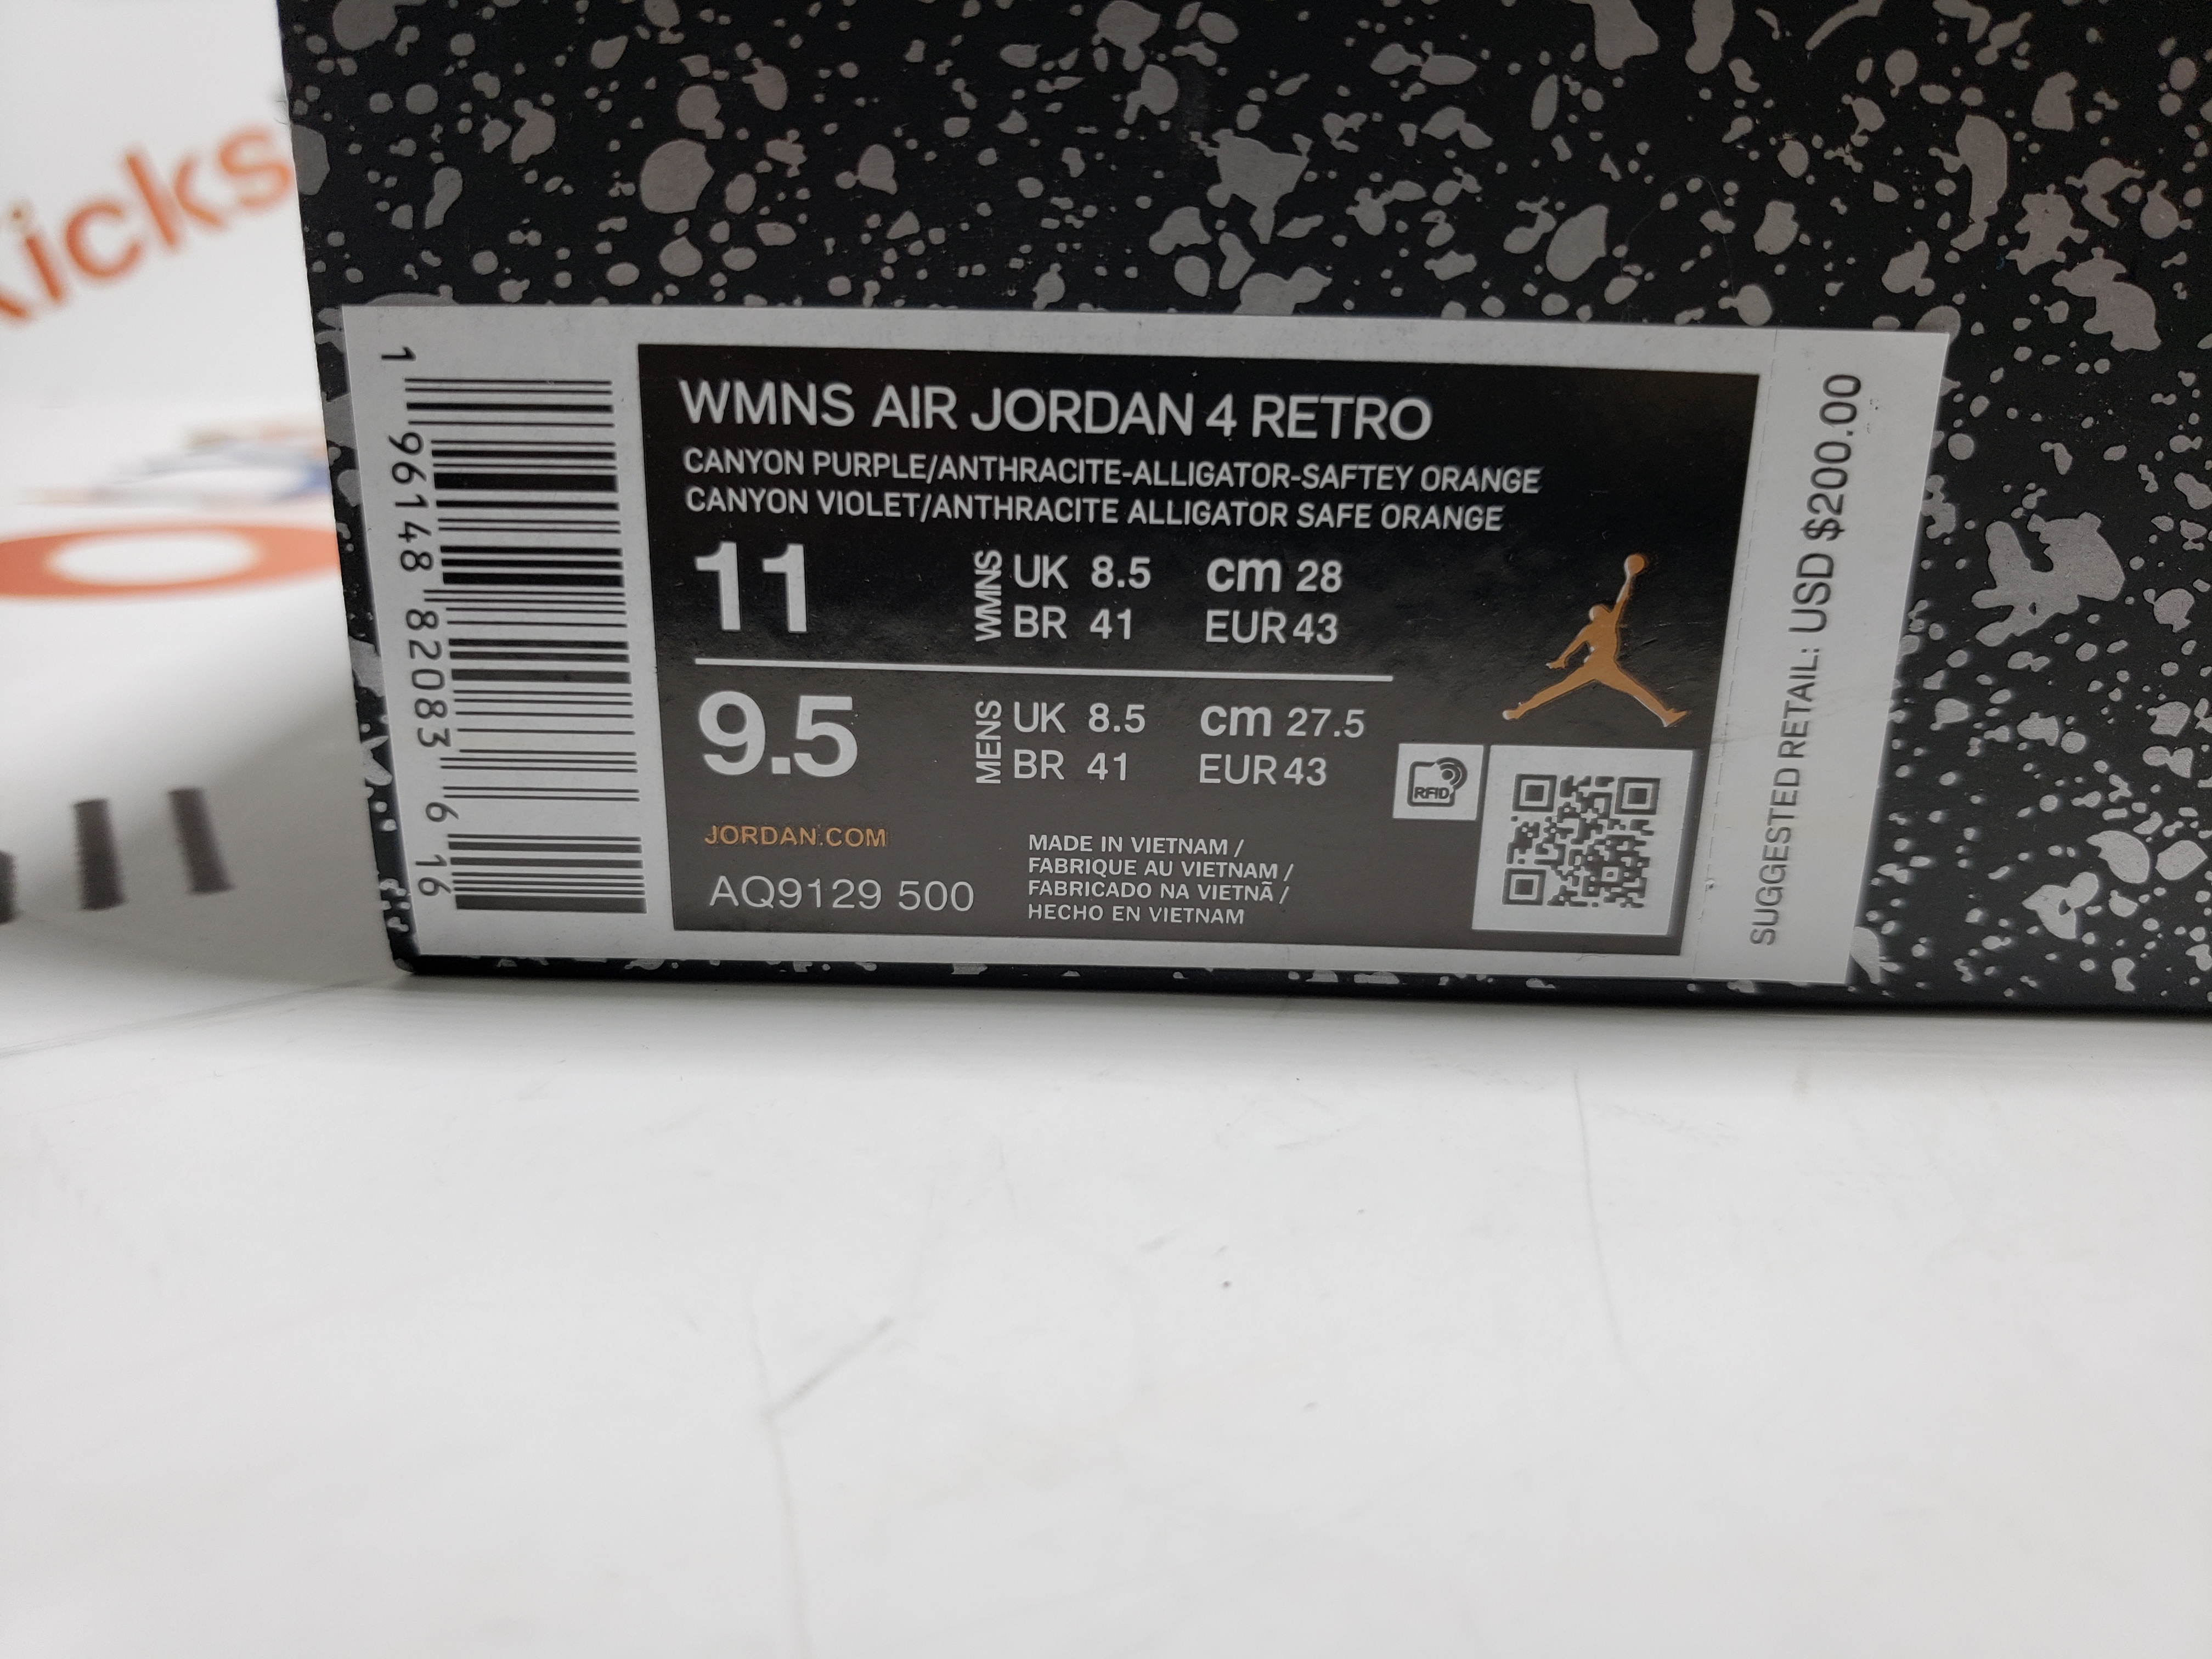 Kicks
WMNS AIR JORDAN 4 RETRO
CANYON PURPLE/ANTHRACITE-ALLIGATOR-SAFTEY ORANGE
CANYON VIOLET/ANTHRACITE ALLIGATOR SAFE ORANGE
11
WMNS
UK 8.5 cm 28
BR 41 EUR 43
9.5
MENS
UK 8.5 cm 27.5
BR 41 EUR 43
RFID
JORDAN.COM
AQ9129 500
MADE IN VIETNAM /
FABRIQUE AU VIETNAM /
FABRICADO NA VIETNÃ /
HECHO EN VIETNAM
1 96148 82083 6 16
SUGGESTED RETAIL: USD $200.00